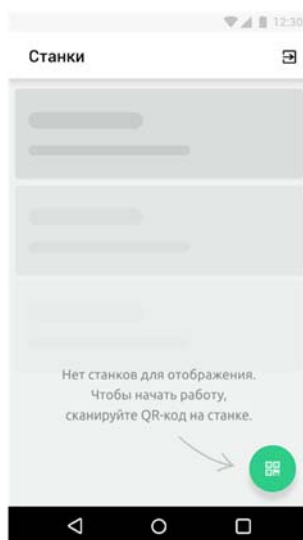 12:30
Станки
Нет станков для отображения.
Чтобы начать работу,
сканируйте QR-код на станке.